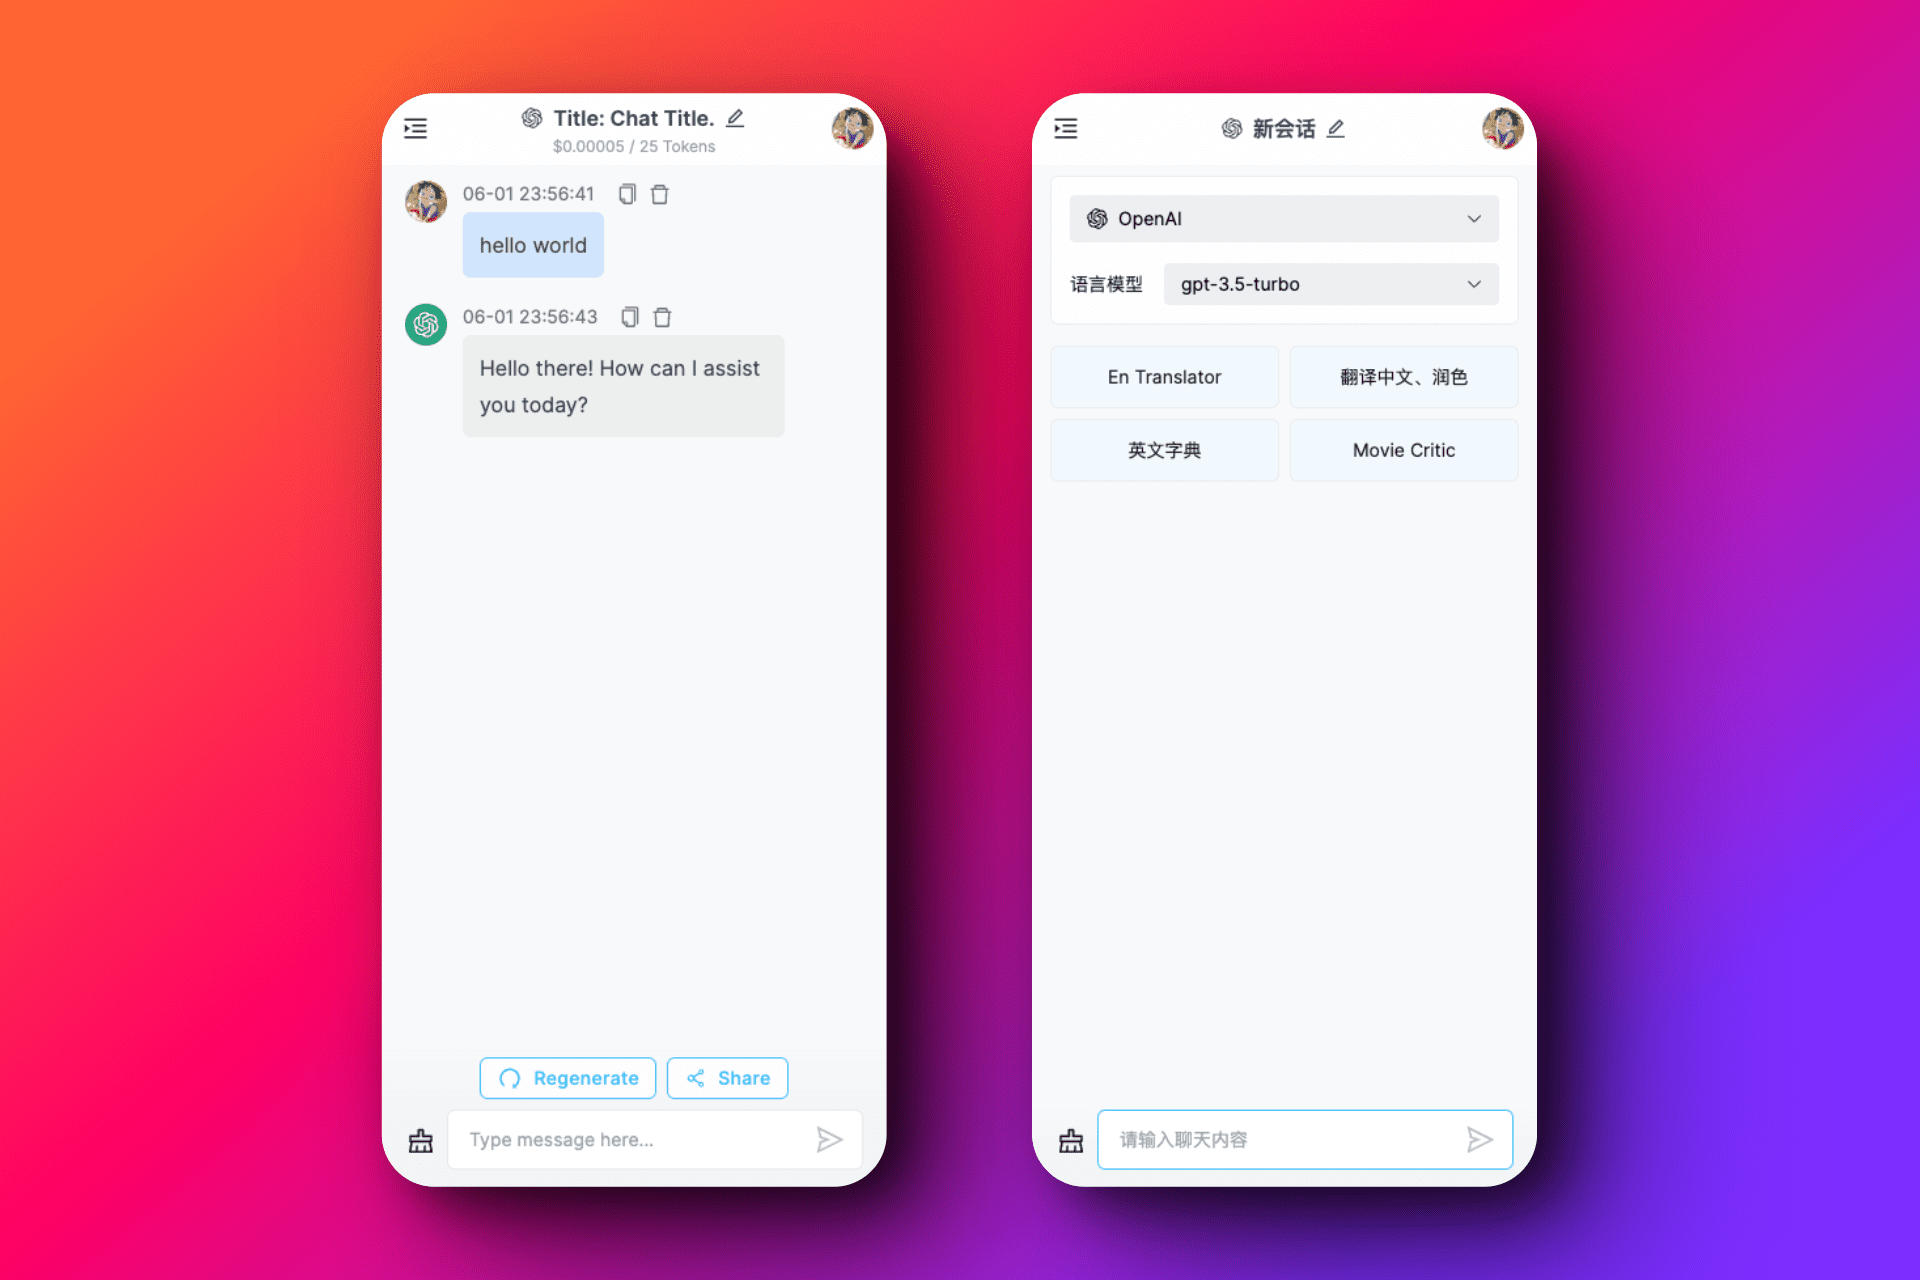 Title: Chat Title.
$0.00005 / 25 Tokens
06-01 23:56:41
hello world
06-01 23:56:43
Hello there! How can I assist
you today?
Regenerate
Share
Type message here...
新会话
OpenAI
语言模型
gpt-3.5-turbo
En Translator
翻译中文、润色
英文字典
Movie Critic
请输入聊天内容